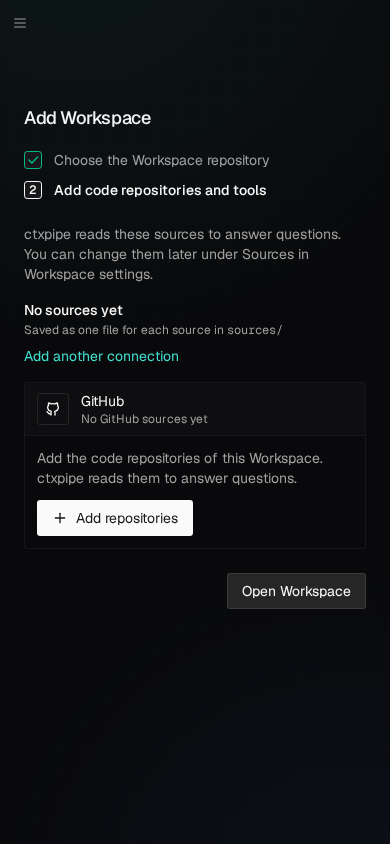 Add Workspace
Choose the Workspace repository
2 Add code repositories and tools
ctxpipe reads these sources to answer questions.
You can change them later under Sources in
Workspace settings.
No sources yet
Saved as one file for each source in sources/
Add another connection
GitHub
No GitHub sources yet
Add the code repositories of this Workspace.
ctxpipe reads them to answer questions.
Add repositories
Open Workspace